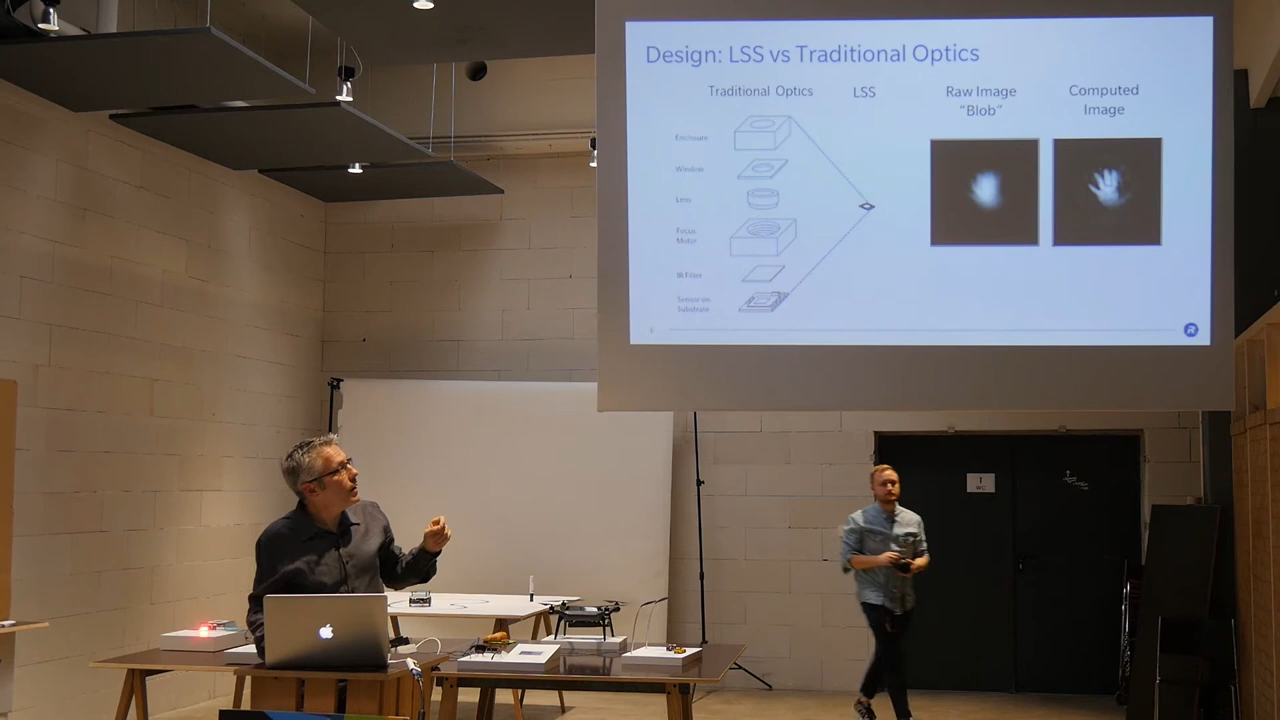 Design: LSS vs Traditional Optics
Traditional Optics
LSS
Raw Image
"Blob"
Computed
Image
Enclosure
Window
Lens
Focus
Motor
IR Filter
Sensor on
Substrate
R
WC